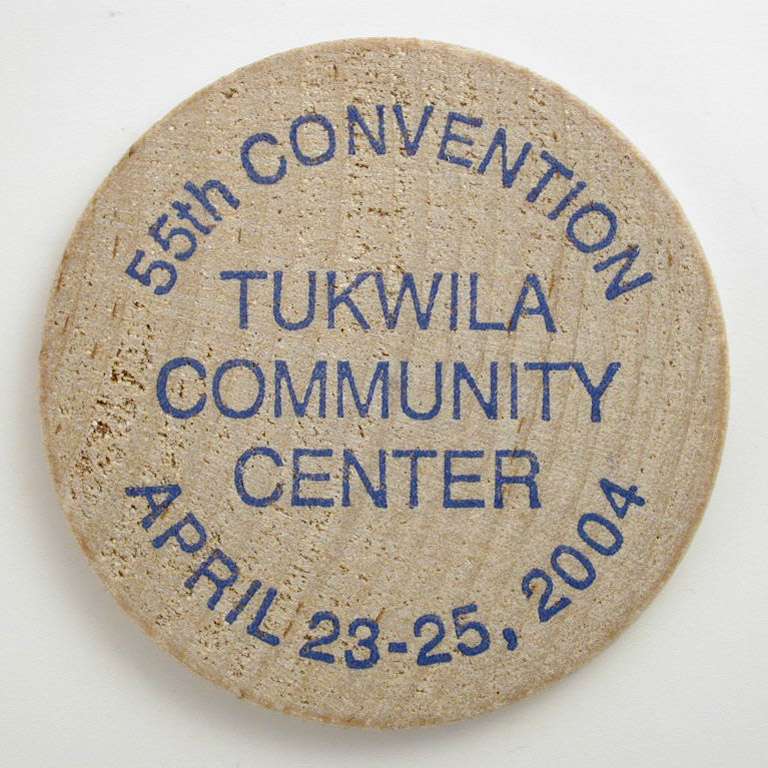 55th CONVENTION
TUKWILA
COMMUNITY
CENTER
APRIL 23-25, 2004